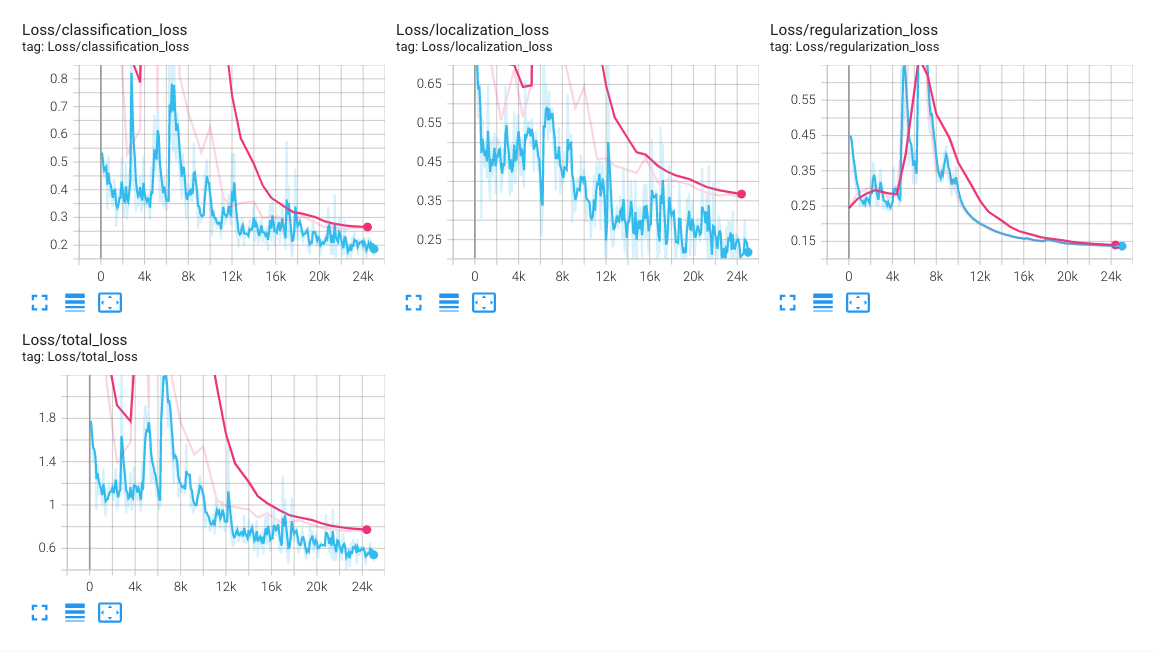 Loss/classification_loss
tag: Loss/classification_loss
0.8
0.7
0.6
0.5
0.4
0.3
0.2
0 4k 8k 12k 16k 20k 24k
Loss/localization_loss
tag: Loss/localization_loss
0.65
0.55
0.45
0.35
0.25
0 4k 8k 12k 16k 20k 24k
Loss/regularization_loss
tag: Loss/regularization_loss
0.55
0.45
0.35
0.25
0.15
0 4k 8k 12k 16k 20k 24k
Loss/total_loss
tag: Loss/total_loss
1.8
1.4
1
0.6
0 4k 8k 12k 16k 20k 24k